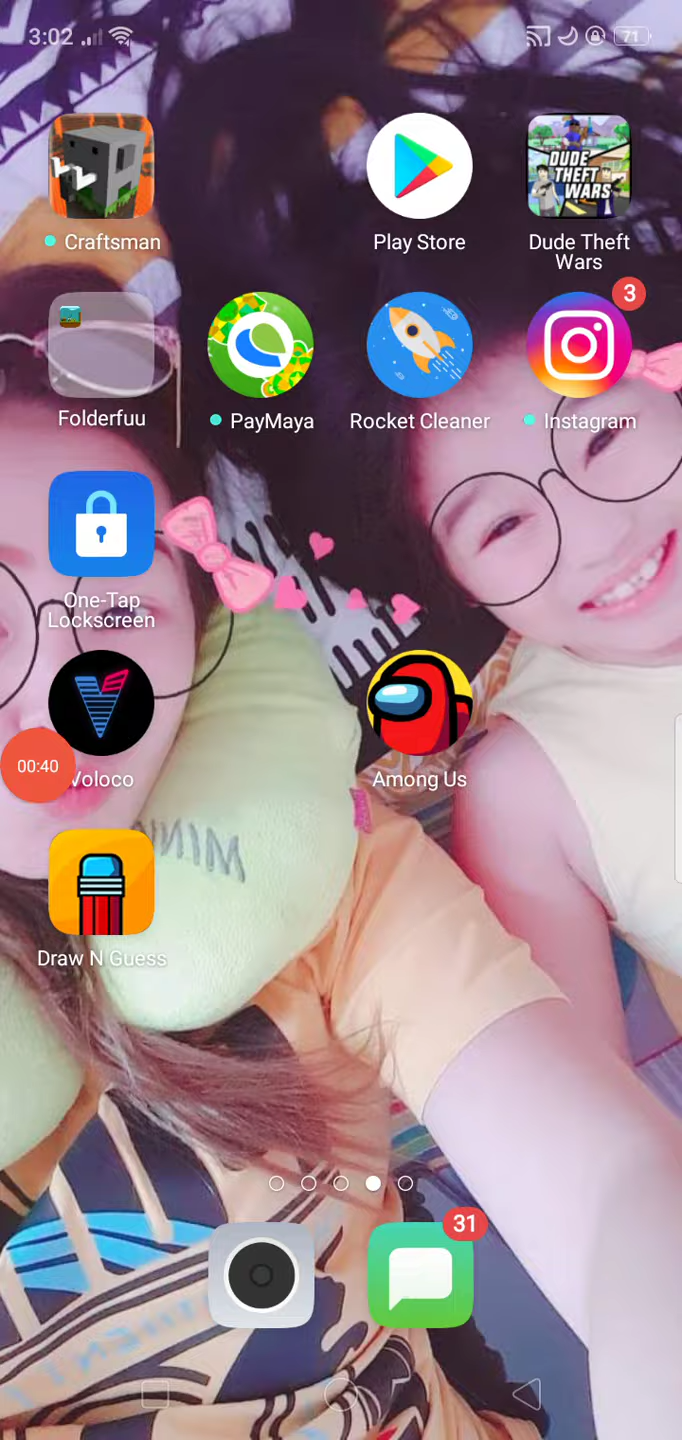 3:02
71
Craftsman
Play Store
DUDE
THEFT
WARS
Dude Theft
Wars
3
Folderfuu
PayMaya
Rocket Cleaner
Instagram
One-Tap
Lockscreen
00:40
Voloco
Among Us
MINI
Draw N Guess
31